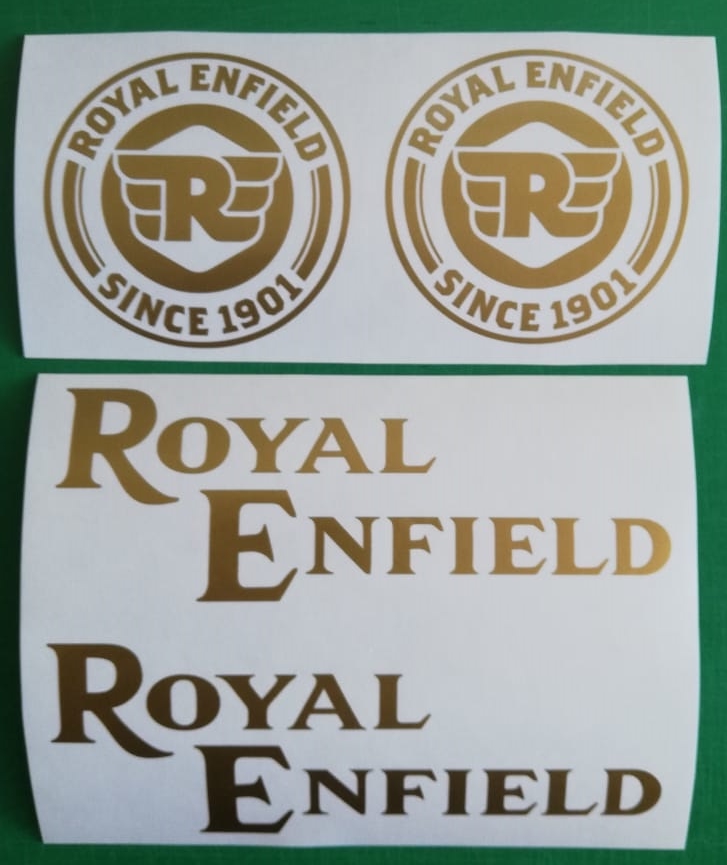 ROYAL ENFIELD
R
SINCE 1901
ROYAL ENFIELD
R
SINCE 1901
ROYAL
ENFIELD
ROYAL
ENFIELD